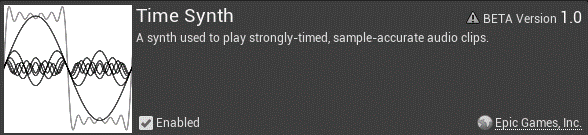 Time Synth
BETA Version 1.0
A synth used to play strongly-timed, sample-accurate audio clips.
Enabled
Epic Games, Inc.